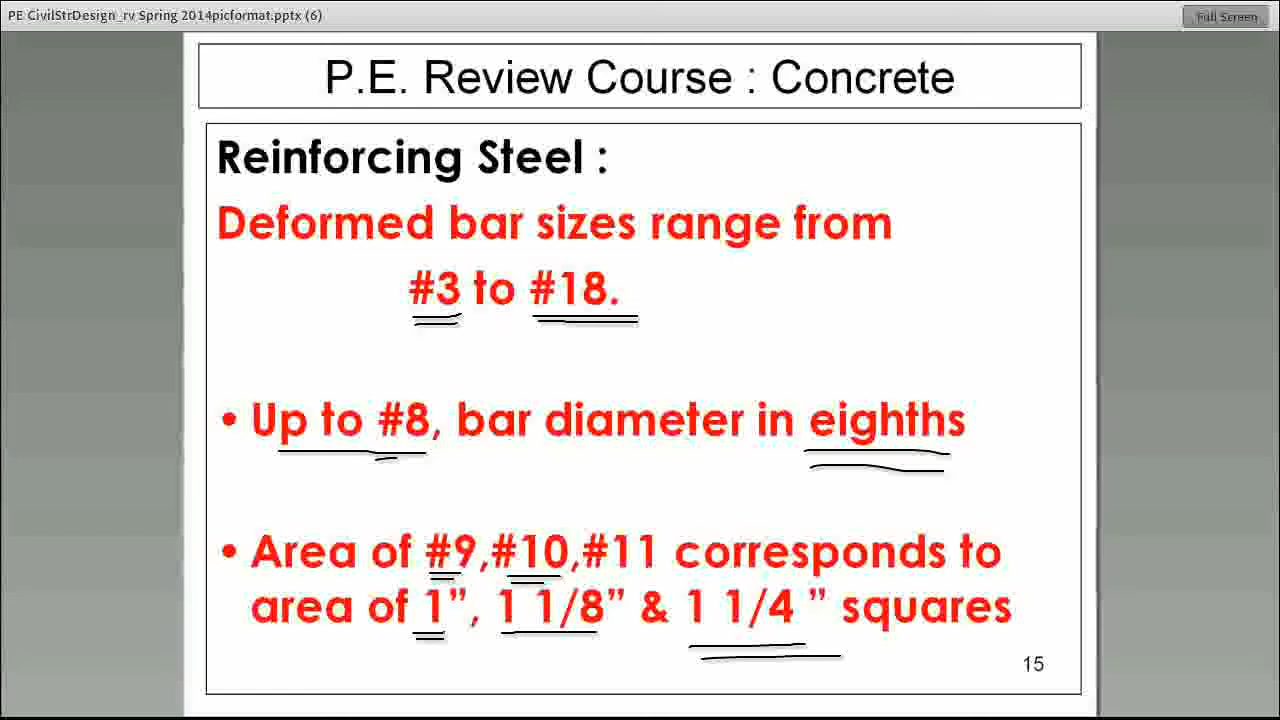 PE CivilStrDesign_rv Spring 2014picformat.pptx (6)
Full Screen
P.E. Review Course : Concrete
Reinforcing Steel :
Deformed bar sizes range from
#3 to #18.
• Up to #8, bar diameter in eighths
• Area of #9,#10,#11 corresponds to
area of 1”, 1 1/8” & 1 1/4 ” squares
15